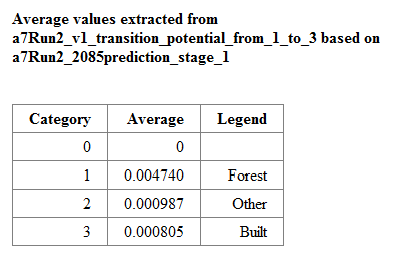 Average values extracted from
a7Run2_v1_transition_potential_from_1_to_3 based on
a7Run2_2085prediction_stage_1
Category Average Legend
0 0
1 0.004740 Forest
2 0.000987 Other
3 0.000805 Built